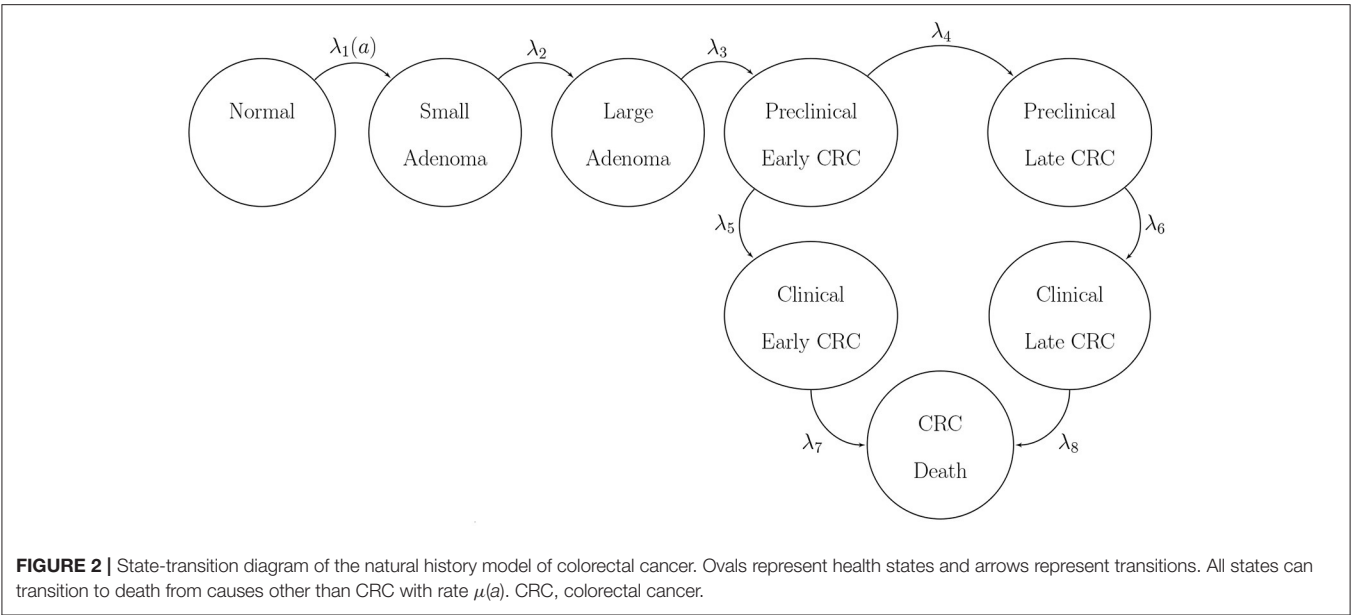 λ1(a)
λ2
λ3
λ4
Normal
Small
Adenoma
Large
Adenoma
Preclinical
Early CRC
Preclinical
Late CRC
λ5
λ6
Clinical
Early CRC
Clinical
Late CRC
λ7
CRC
Death
λ8
FIGURE 2 | State-transition diagram of the natural history model of colorectal cancer. Ovals represent health states and arrows represent transitions. All states can
transition to death from causes other than CRC with rate μ(a). CRC, colorectal cancer.